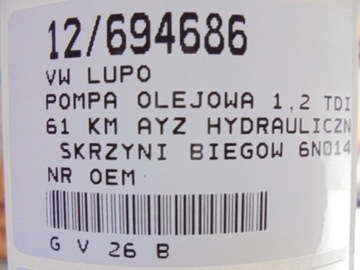 12/694686
VW LUPO
POMPA OLEJOWA 1,2 TDI
61 KM AYZ HYDRAULICZN
SKRZYNI BIEGOW 6N014
NR OEM
G V 26 B